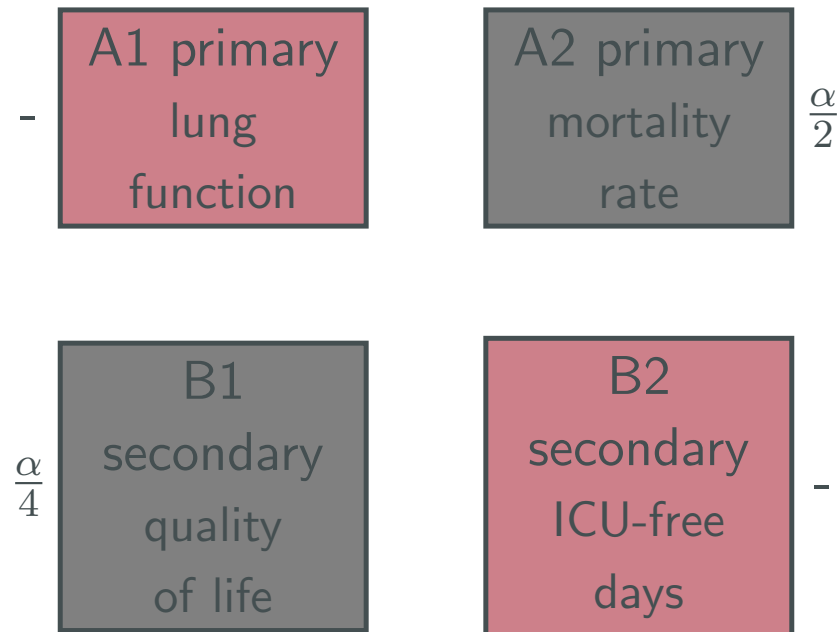 A1 primary
lung
function
-
A2 primary
mortality
rate
α/2
B1
secondary
quality
of life
α/4
B2
secondary
ICU-free
days
-